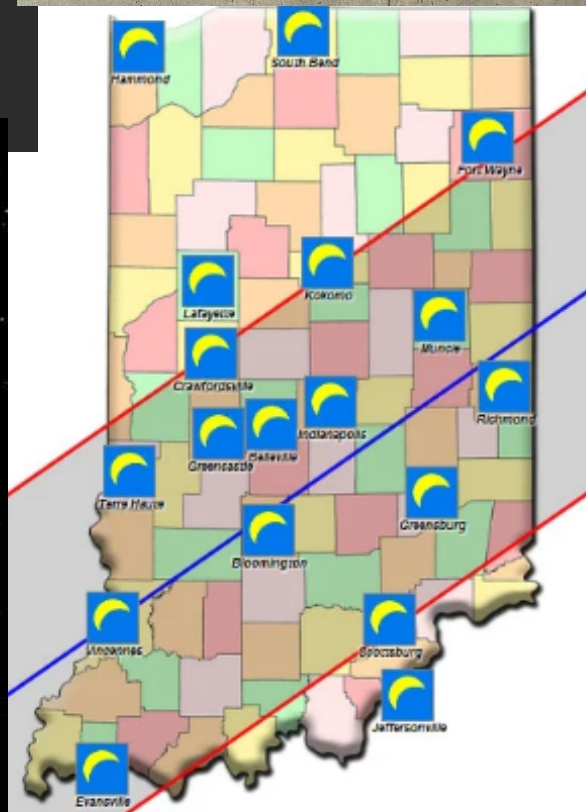 Hammond
South Bend
Fort Wayne
Lafayette
Kokomo
Muncie
Crawfordsville
Richmond
Indianapolis
Greencastle
Belleville
Terre Haute
Greensburg
Bloomington
Vincennes
Scottsburg
Jeffersonville
Evansville